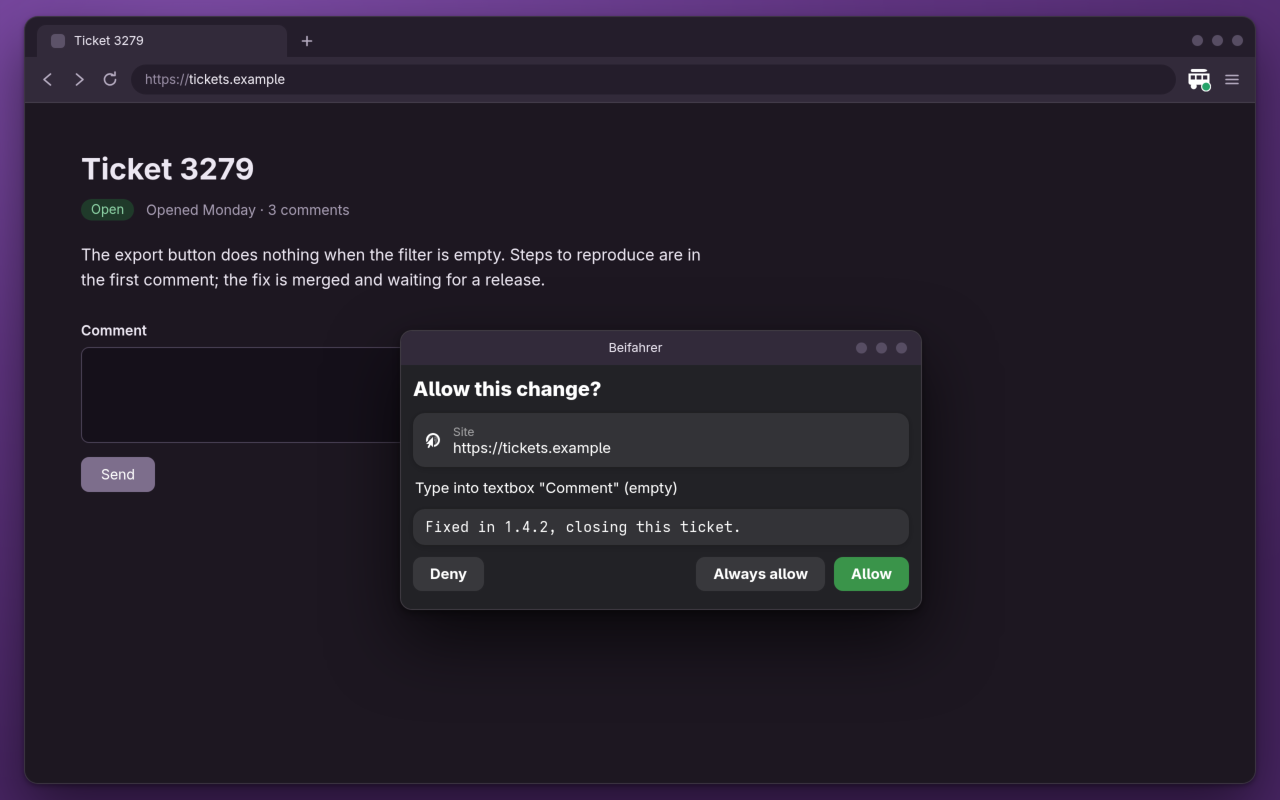 Ticket 3279
https://tickets.example
Ticket 3279
Open
Opened Monday · 3 comments
The export button does nothing when the filter is empty. Steps to reproduce are in
the first comment; the fix is merged and waiting for a release.
Comment
Send
Beifahrer
Allow this change?
Site
https://tickets.example
Type into textbox "Comment" (empty)
Fixed in 1.4.2, closing this ticket.
Deny
Always allow
Allow